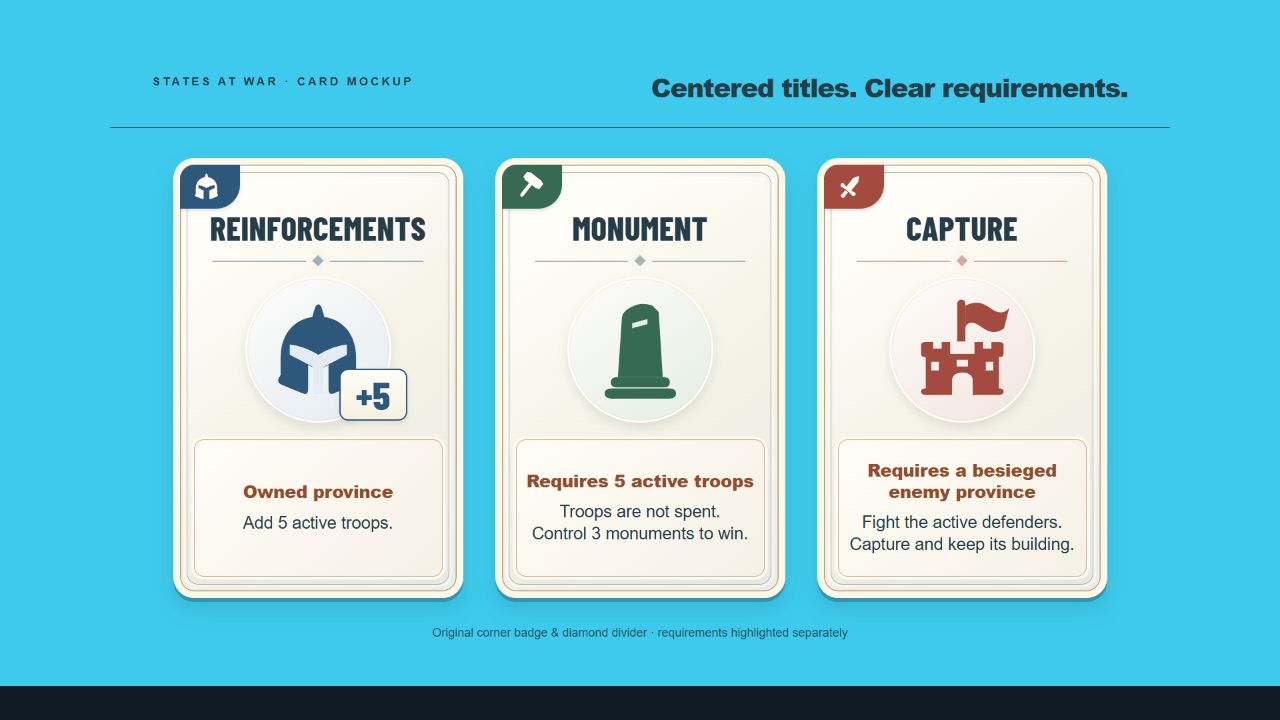 STATES AT WAR · CARD MOCKUP
Centered titles. Clear requirements.
REINFORCEMENTS
+5
Owned province
Add 5 active troops.
MONUMENT
Requires 5 active troops
Troops are not spent.
Control 3 monuments to win.
CAPTURE
Requires a besieged
enemy province
Fight the active defenders.
Capture and keep its building.
Original corner badge & diamond divider · requirements highlighted separately